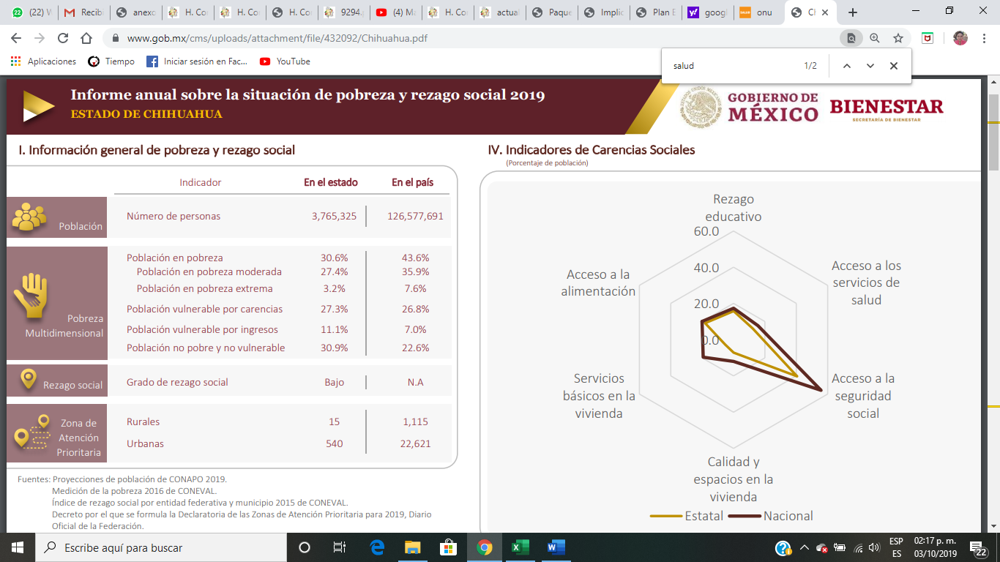 (22) W
Recib
anexo
H. Con
H. Con
H. Con
9294.p
(4) Ma
H. Con
actual
Paque
Implic
Plan E
googl
onu
Ch
www.gob.mx/cms/uploads/attachment/file/432092/Chihuahua.pdf
Aplicaciones
Tiempo
Iniciar sesión en Fac...
YouTube
salud
1/2
Informe anual sobre la situación de pobreza y rezago social 2019
ESTADO DE CHIHUAHUA
GOBIERNO DE
MÉXICO
BIENESTAR
SECRETARÍA DE BIENESTAR
I. Información general de pobreza y rezago social
Indicador En el estado En el país
Población
Número de personas 3,765,325 126,577,691
Pobreza
Multidimensional
Población en pobreza 30.6% 43.6%
Población en pobreza moderada 27.4% 35.9%
Población en pobreza extrema 3.2% 7.6%
Población vulnerable por carencias 27.3% 26.8%
Población vulnerable por ingresos 11.1% 7.0%
Población no pobre y no vulnerable 30.9% 22.6%
Rezago social
Grado de rezago social Bajo N.A
Zona de
Atención
Prioritaria
Rurales 15 1,115
Urbanas 540 22,621
Fuentes: Proyecciones de población de CONAPO 2019.
Medición de la pobreza 2016 de CONEVAL.
Índice de rezago social por entidad federativa y municipio 2015 de CONEVAL.
Decreto por el que se formula la Declaratoria de las Zonas de Atención Prioritaria para 2019, Diario
Oficial de la Federación.
IV. Indicadores de Carencias Sociales
(Porcentaje de población)
Rezago
educativo
60.0
40.0
20.0
0.0
Acceso a los
servicios de
salud
Acceso a la
seguridad
social
Calidad y
espacios en la
vivienda
Servicios
básicos en la
vivienda
Acceso a la
alimentación
Estatal
Nacional
Escribe aquí para buscar
ESP
ES
02:17 p. m.
03/10/2019
22